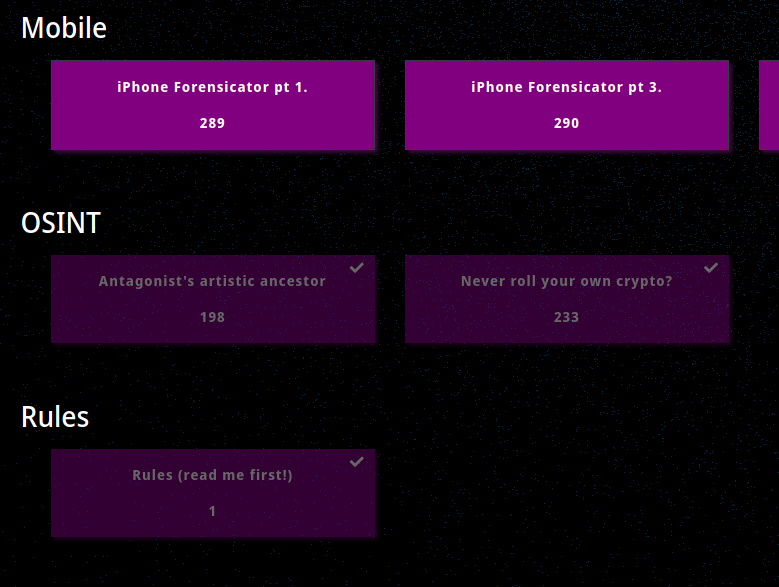 Mobile
iPhone Forensicator pt 1.
289
iPhone Forensicator pt 3.
290
OSINT
Antagonist's artistic ancestor
198
Never roll your own crypto?
233
Rules
Rules (read me first!)
1